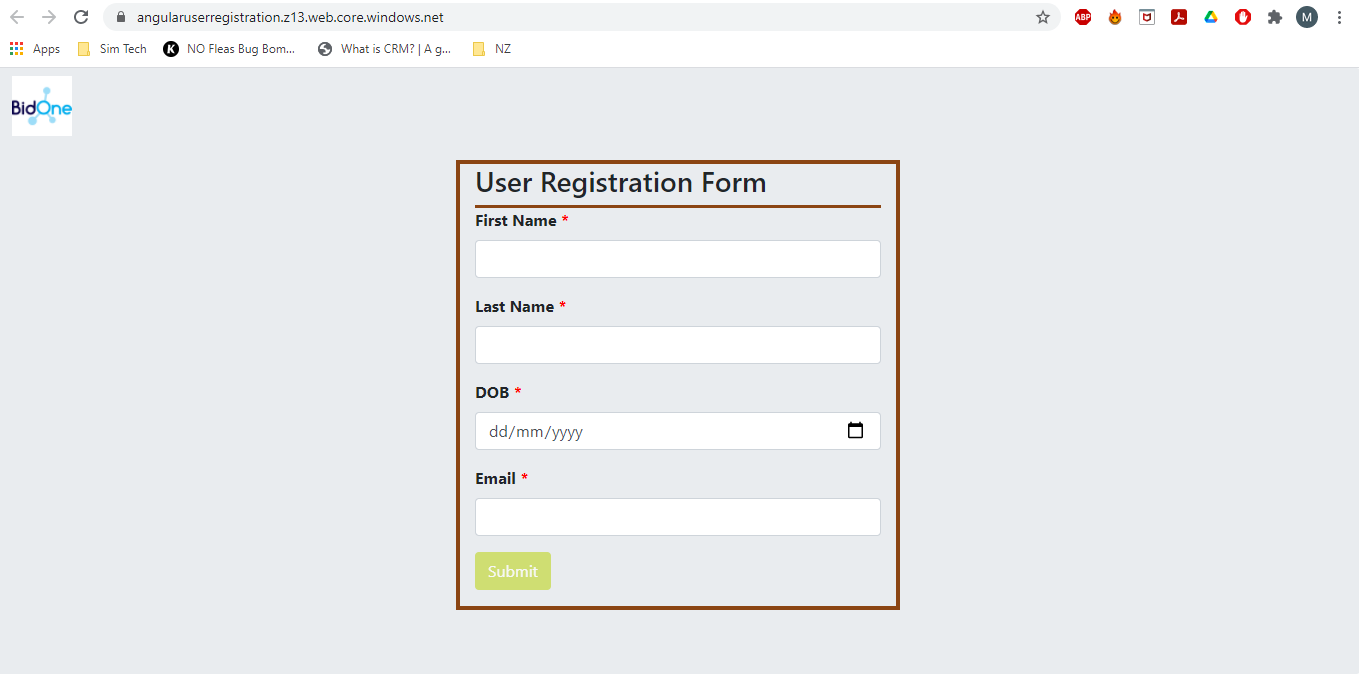 angularuserregistration.z13.web.core.windows.net
ABP
M
Apps
Sim Tech
K
NO Fleas Bug Bom...
What is CRM? | A g...
NZ
BidOne
User Registration Form
First Name *
Last Name *
DOB *
dd/mm/yyyy
Email *
Submit